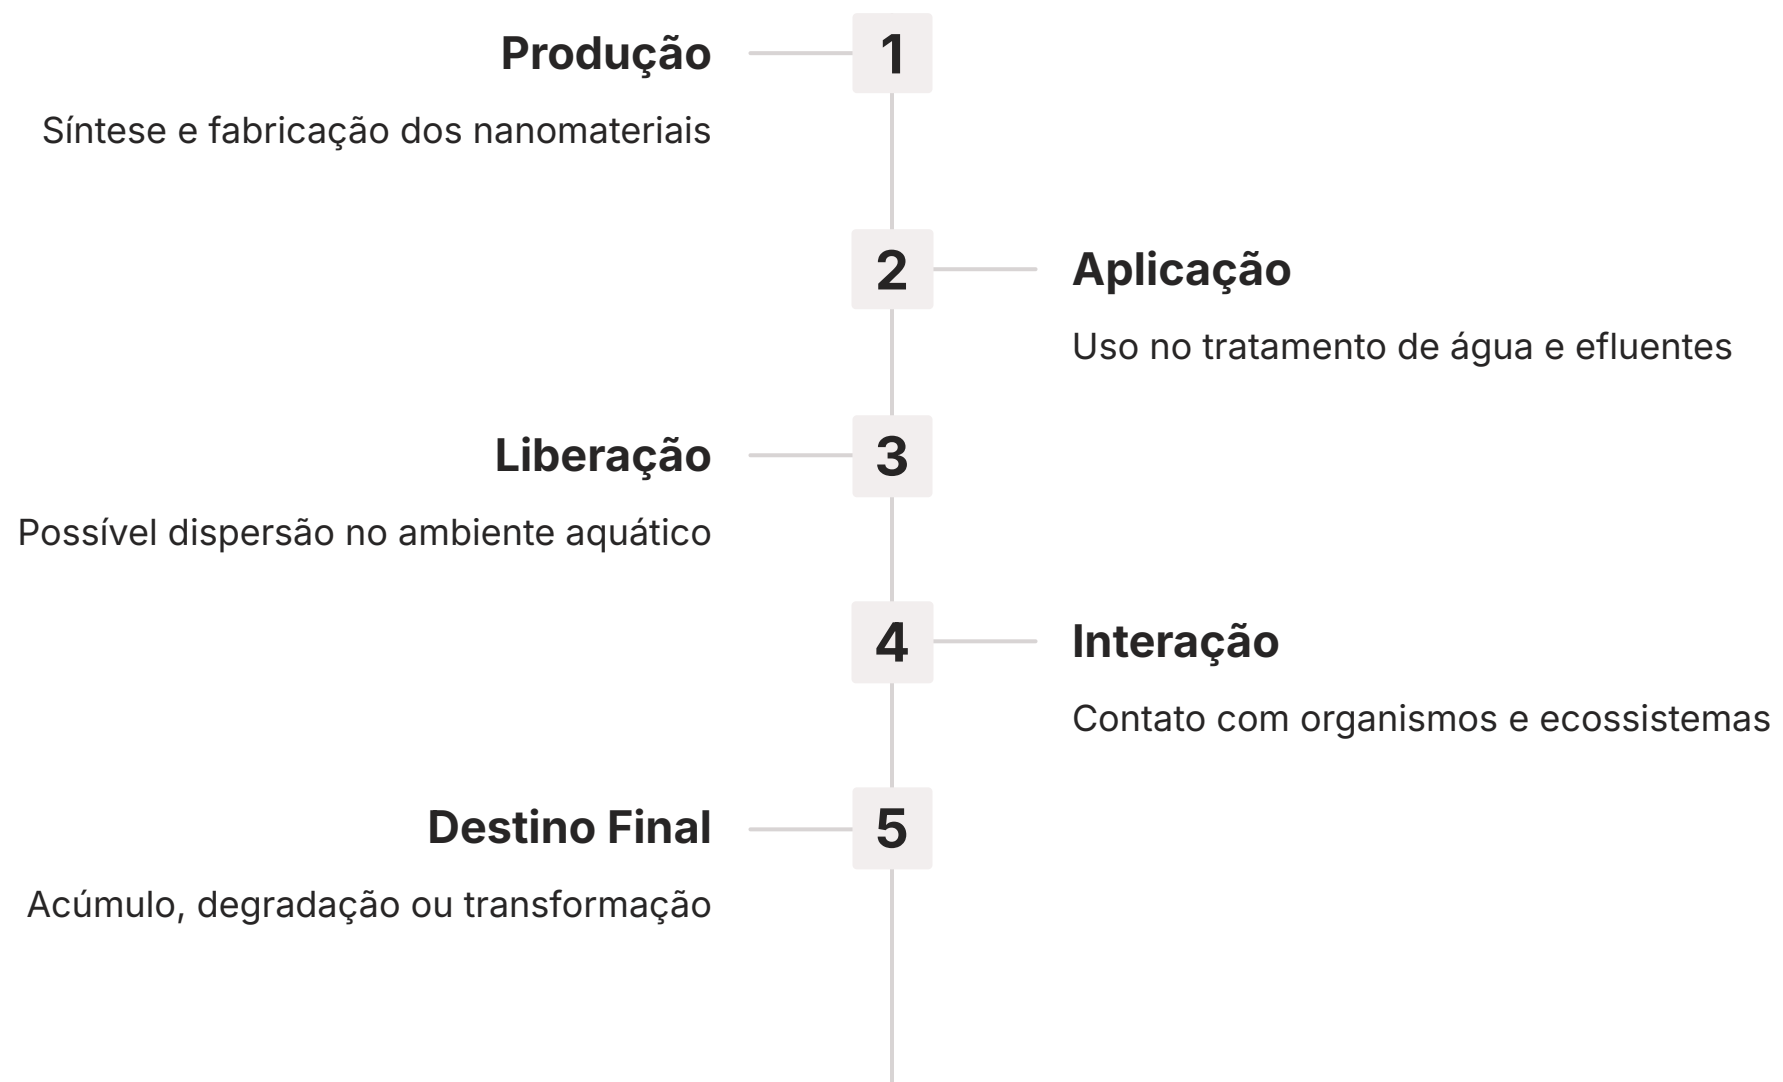 Produção
1
Síntese e fabricação dos nanomateriais
2
Aplicação
Uso no tratamento de água e efluentes
Liberação
3
Possível dispersão no ambiente aquático
4
Interação
Contato com organismos e ecossistemas
Destino Final
5
Acúmulo, degradação ou transformação